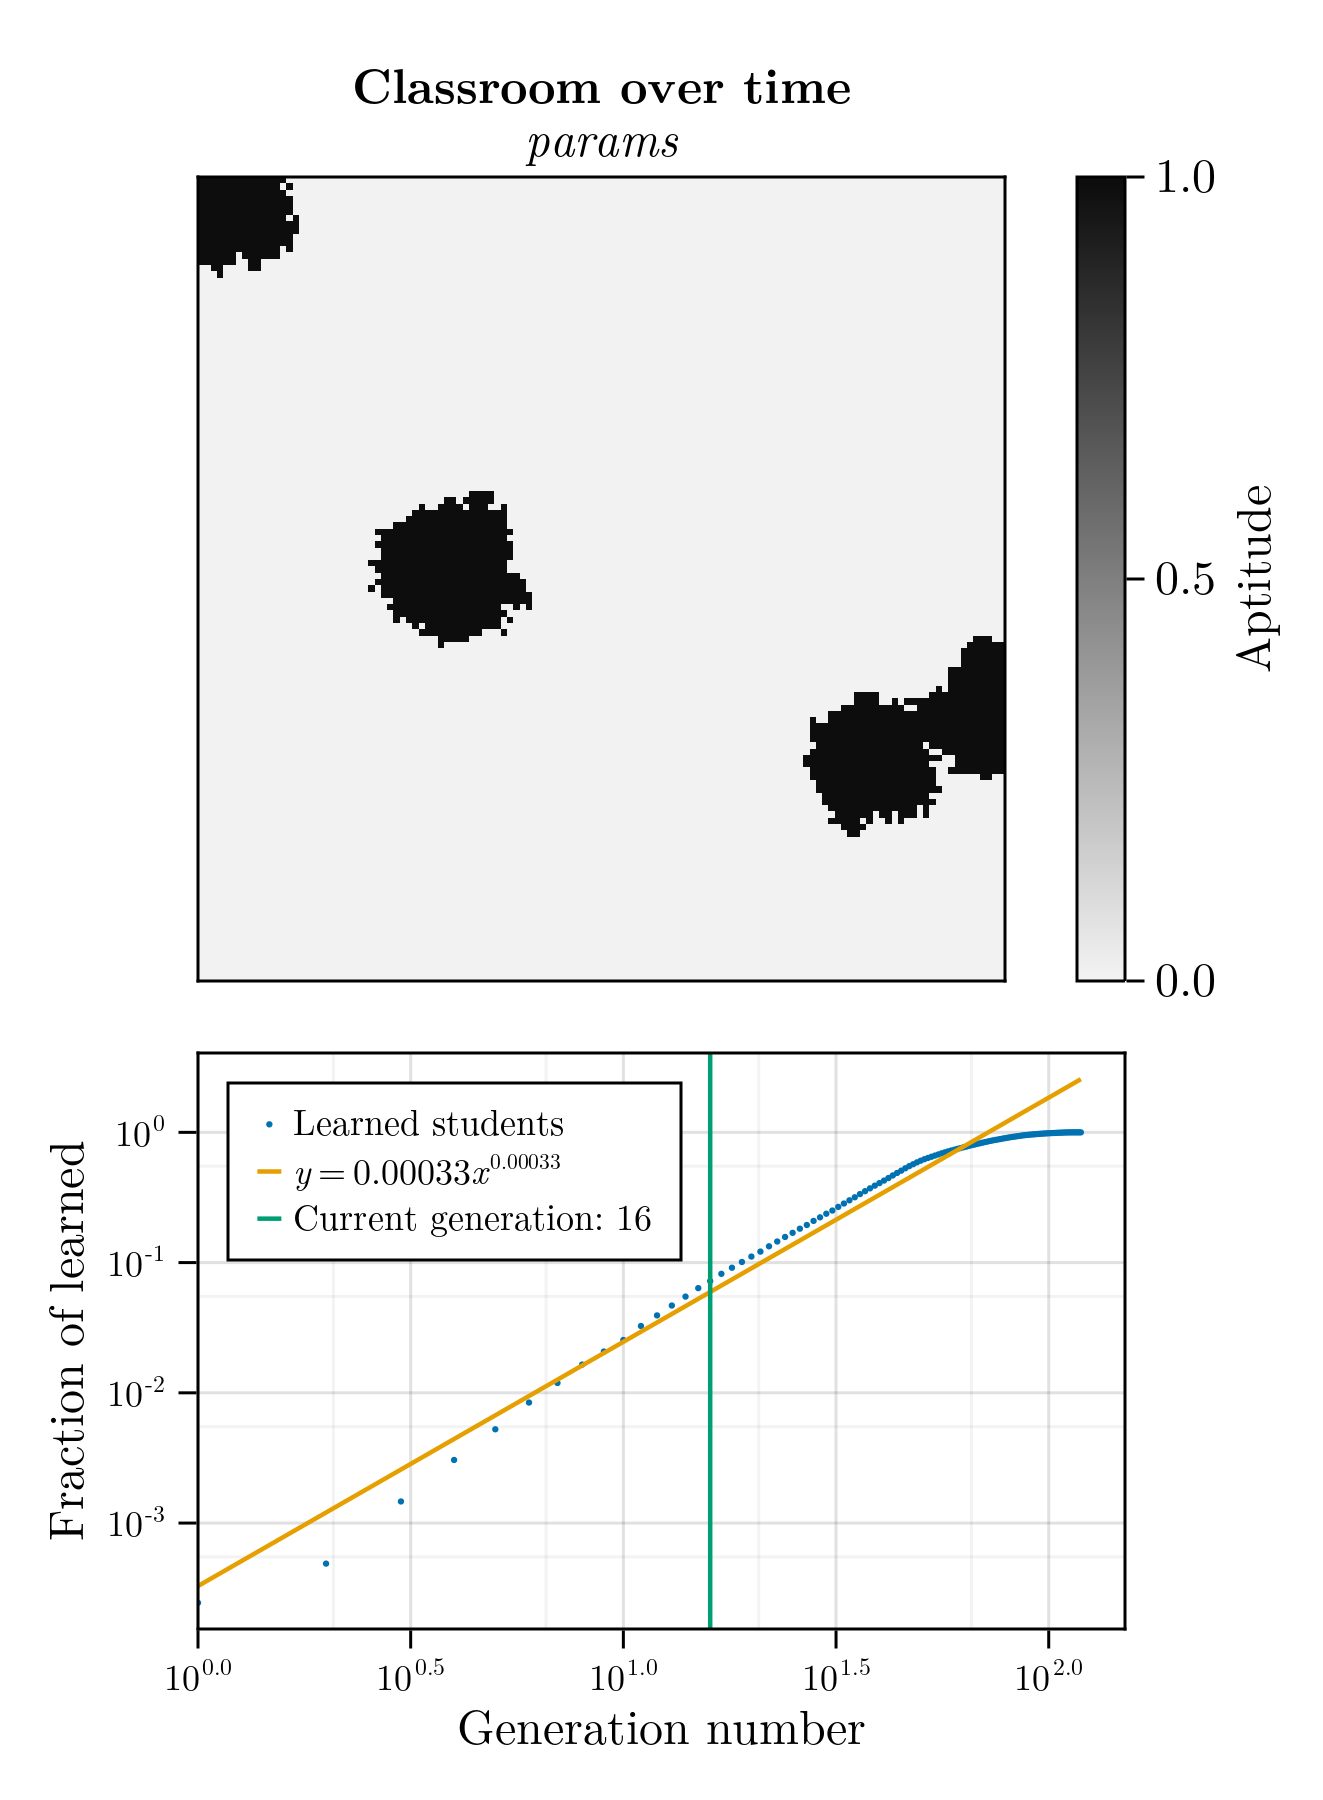 Classroom over time
params
1.0
0.5
0.0
Aptitude
Learned students
y = 0.00033x^0.00033
Current generation: 16
10^0
10^-1
10^-2
10^-3
Fraction of learned
10^0.0 10^0.5 10^1.0 10^1.5 10^2.0
Generation number